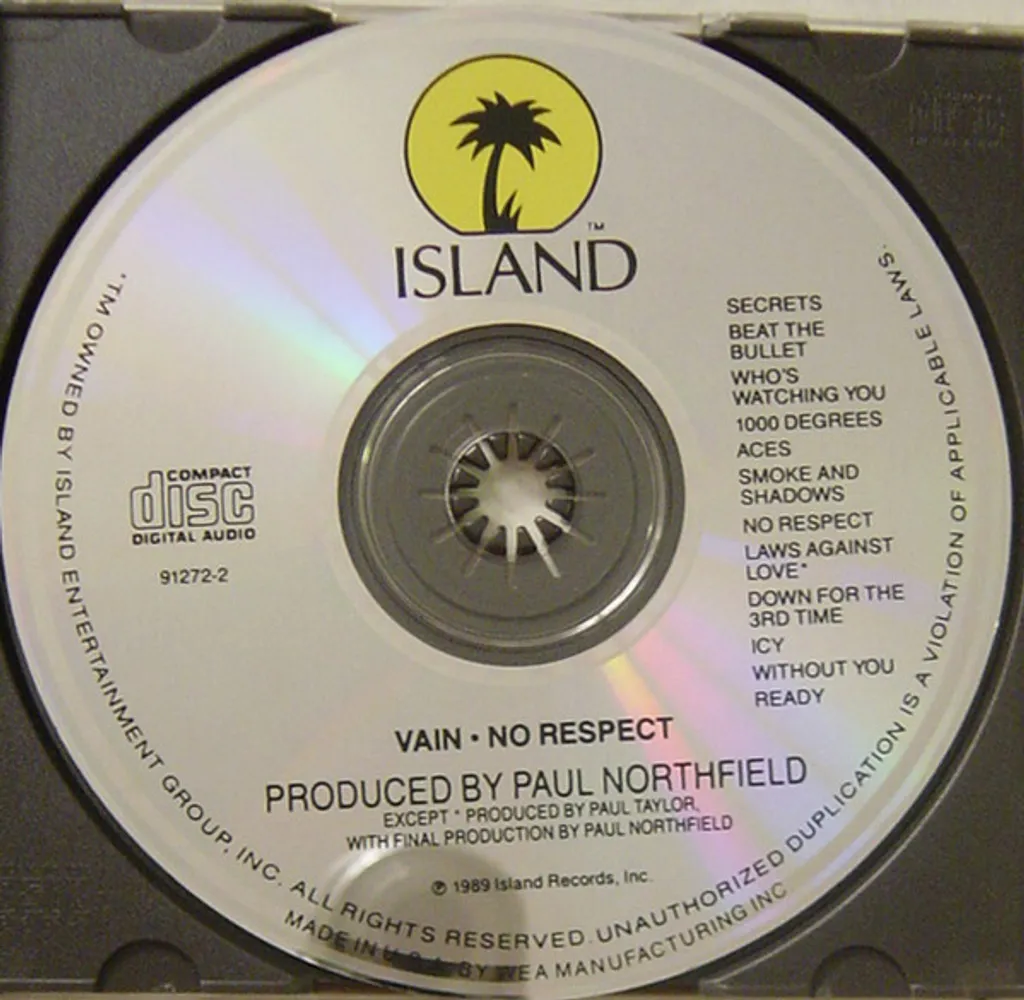 ™
ISLAND
SECRETS
BEAT THE
BULLET
WHO'S
WATCHING YOU
1000 DEGREES
ACES
SMOKE AND
SHADOWS
NO RESPECT
LAWS AGAINST
LOVE*
DOWN FOR THE
3RD TIME
ICY
WITHOUT YOU
READY
COMPACT
disc
DIGITAL AUDIO
91272-2
VAIN • NO RESPECT
PRODUCED BY PAUL NORTHFIELD
EXCEPT * PRODUCED BY PAUL TAYLOR,
WITH FINAL PRODUCTION BY PAUL NORTHFIELD
℗ 1989 Island Records, Inc.
*TM OWNED BY ISLAND ENTERTAINMENT GROUP, INC. ALL RIGHTS RESERVED. UNAUTHORIZED DUPLICATION IS A VIOLATION OF APPLICABLE LAWS.
MADE IN U.S.A. BY WEA MANUFACTURING INC